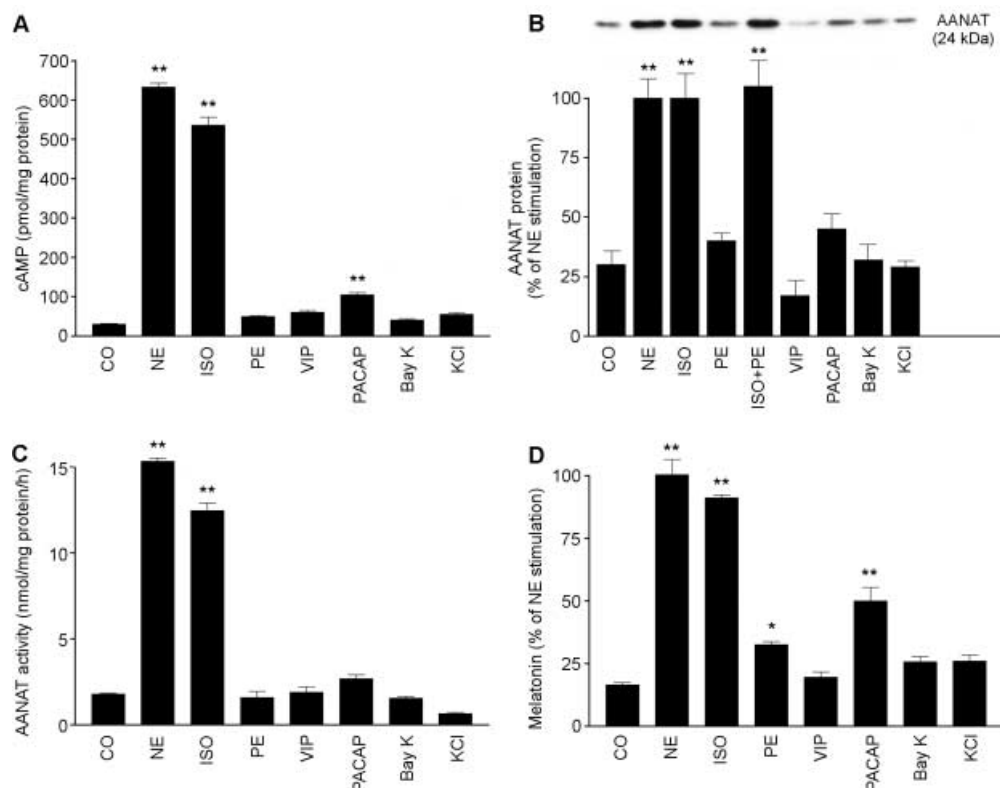 A
cAMP (pmol/mg protein)
700
600
500
400
300
200
100
0
**
**
**
CO
NE
ISO
PE
VIP
PACAP
Bay K
KCl
B
AANAT
(24 kDa)
AANAT protein
(% of NE stimulation)
100
75
50
25
0
**
**
**
CO
NE
ISO
PE
ISO+PE
VIP
PACAP
Bay K
KCl
C
AANAT activity (nmol/mg protein/h)
15
10
5
0
**
**
CO
NE
ISO
PE
VIP
PACAP
Bay K
KCl
D
Melatonin (% of NE stimulation)
100
75
50
25
0
**
**
*
**
CO
NE
ISO
PE
VIP
PACAP
Bay K
KCl